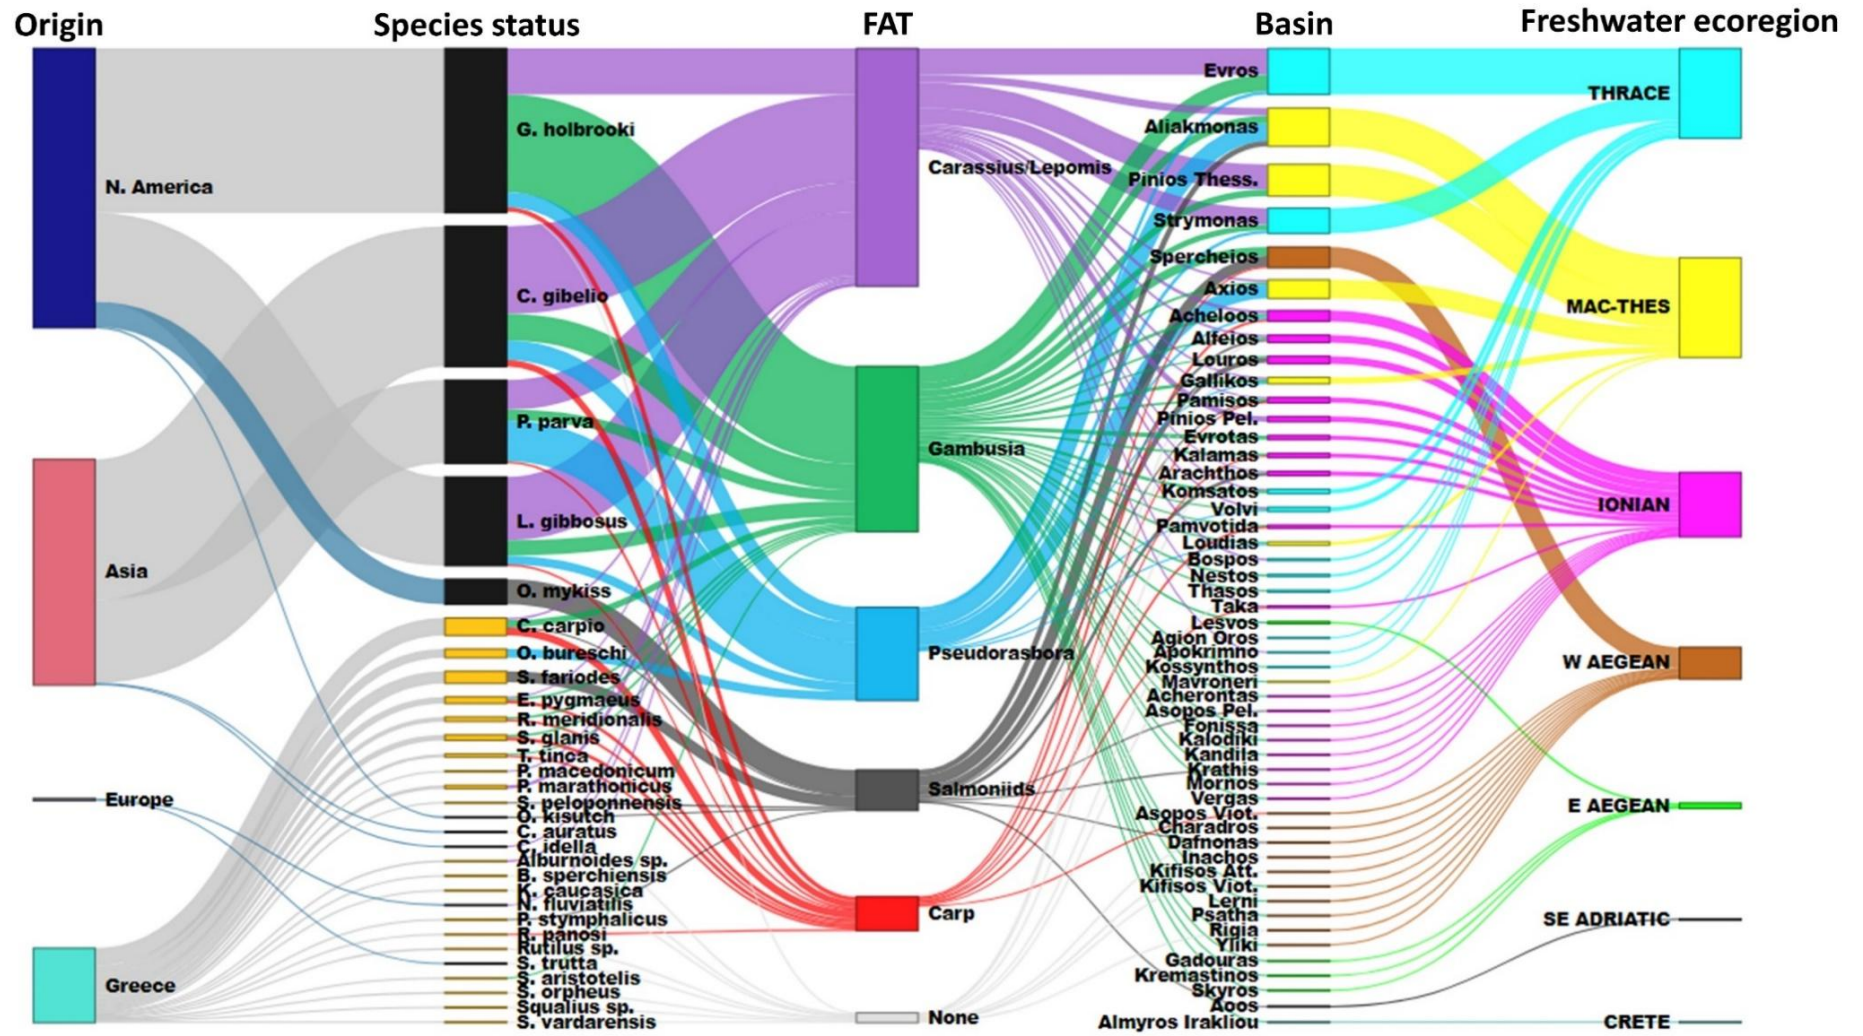 Origin
Species status
FAT
Basin
Freshwater ecoregion
N. America
Asia
Europe
Greece
G. holbrooki
C. gibelio
P. parva
L. gibbosus
O. mykiss
C. carpio
O. bureschi
S. fariodes
E. pygmaeus
R. meridionalis
S. glanis
T. tinca
P. macedonicum
P. marathonicus
S. peloponnensis
O. kisutch
C. auratus
C. idella
Alburnoides sp.
B. sperchiensis
K. caucasica
N. fluviatilis
P. stymphalicus
R. panosi
Rutilus sp.
S. trutta
S. aristotelis
S. orpheus
Squalius sp.
S. vardarensis
Carassius/Lepomis
Gambusia
Pseudorasbora
Salmoniids
Carp
None
Evros
Aliakmonas
Pinios Thess.
Strymonas
Spercheios
Axios
Acheloos
Alfeios
Louros
Gallikos
Pamisos
Pinios Pel.
Evrotas
Kalamas
Arachthos
Komsatos
Volvi
Pamvotida
Loudias
Bospos
Nestos
Thasos
Taka
Lesvos
Agion Oros
Apokrimno
Kossynthos
Mavroneri
Acherontas
Asopos Pel.
Fonissa
Kalodiki
Kandila
Krathis
Mornos
Vergas
Asopos Viot.
Charadros
Dafnonas
Inachos
Kifisos Att.
Kifisos Viot.
Lerni
Psatha
Rigia
Yliki
Gadouras
Kremastinos
Skyros
Aoos
Almyros Irakliou
THRACE
MAC-THES
IONIAN
W AEGEAN
E AEGEAN
SE ADRIATIC
CRETE